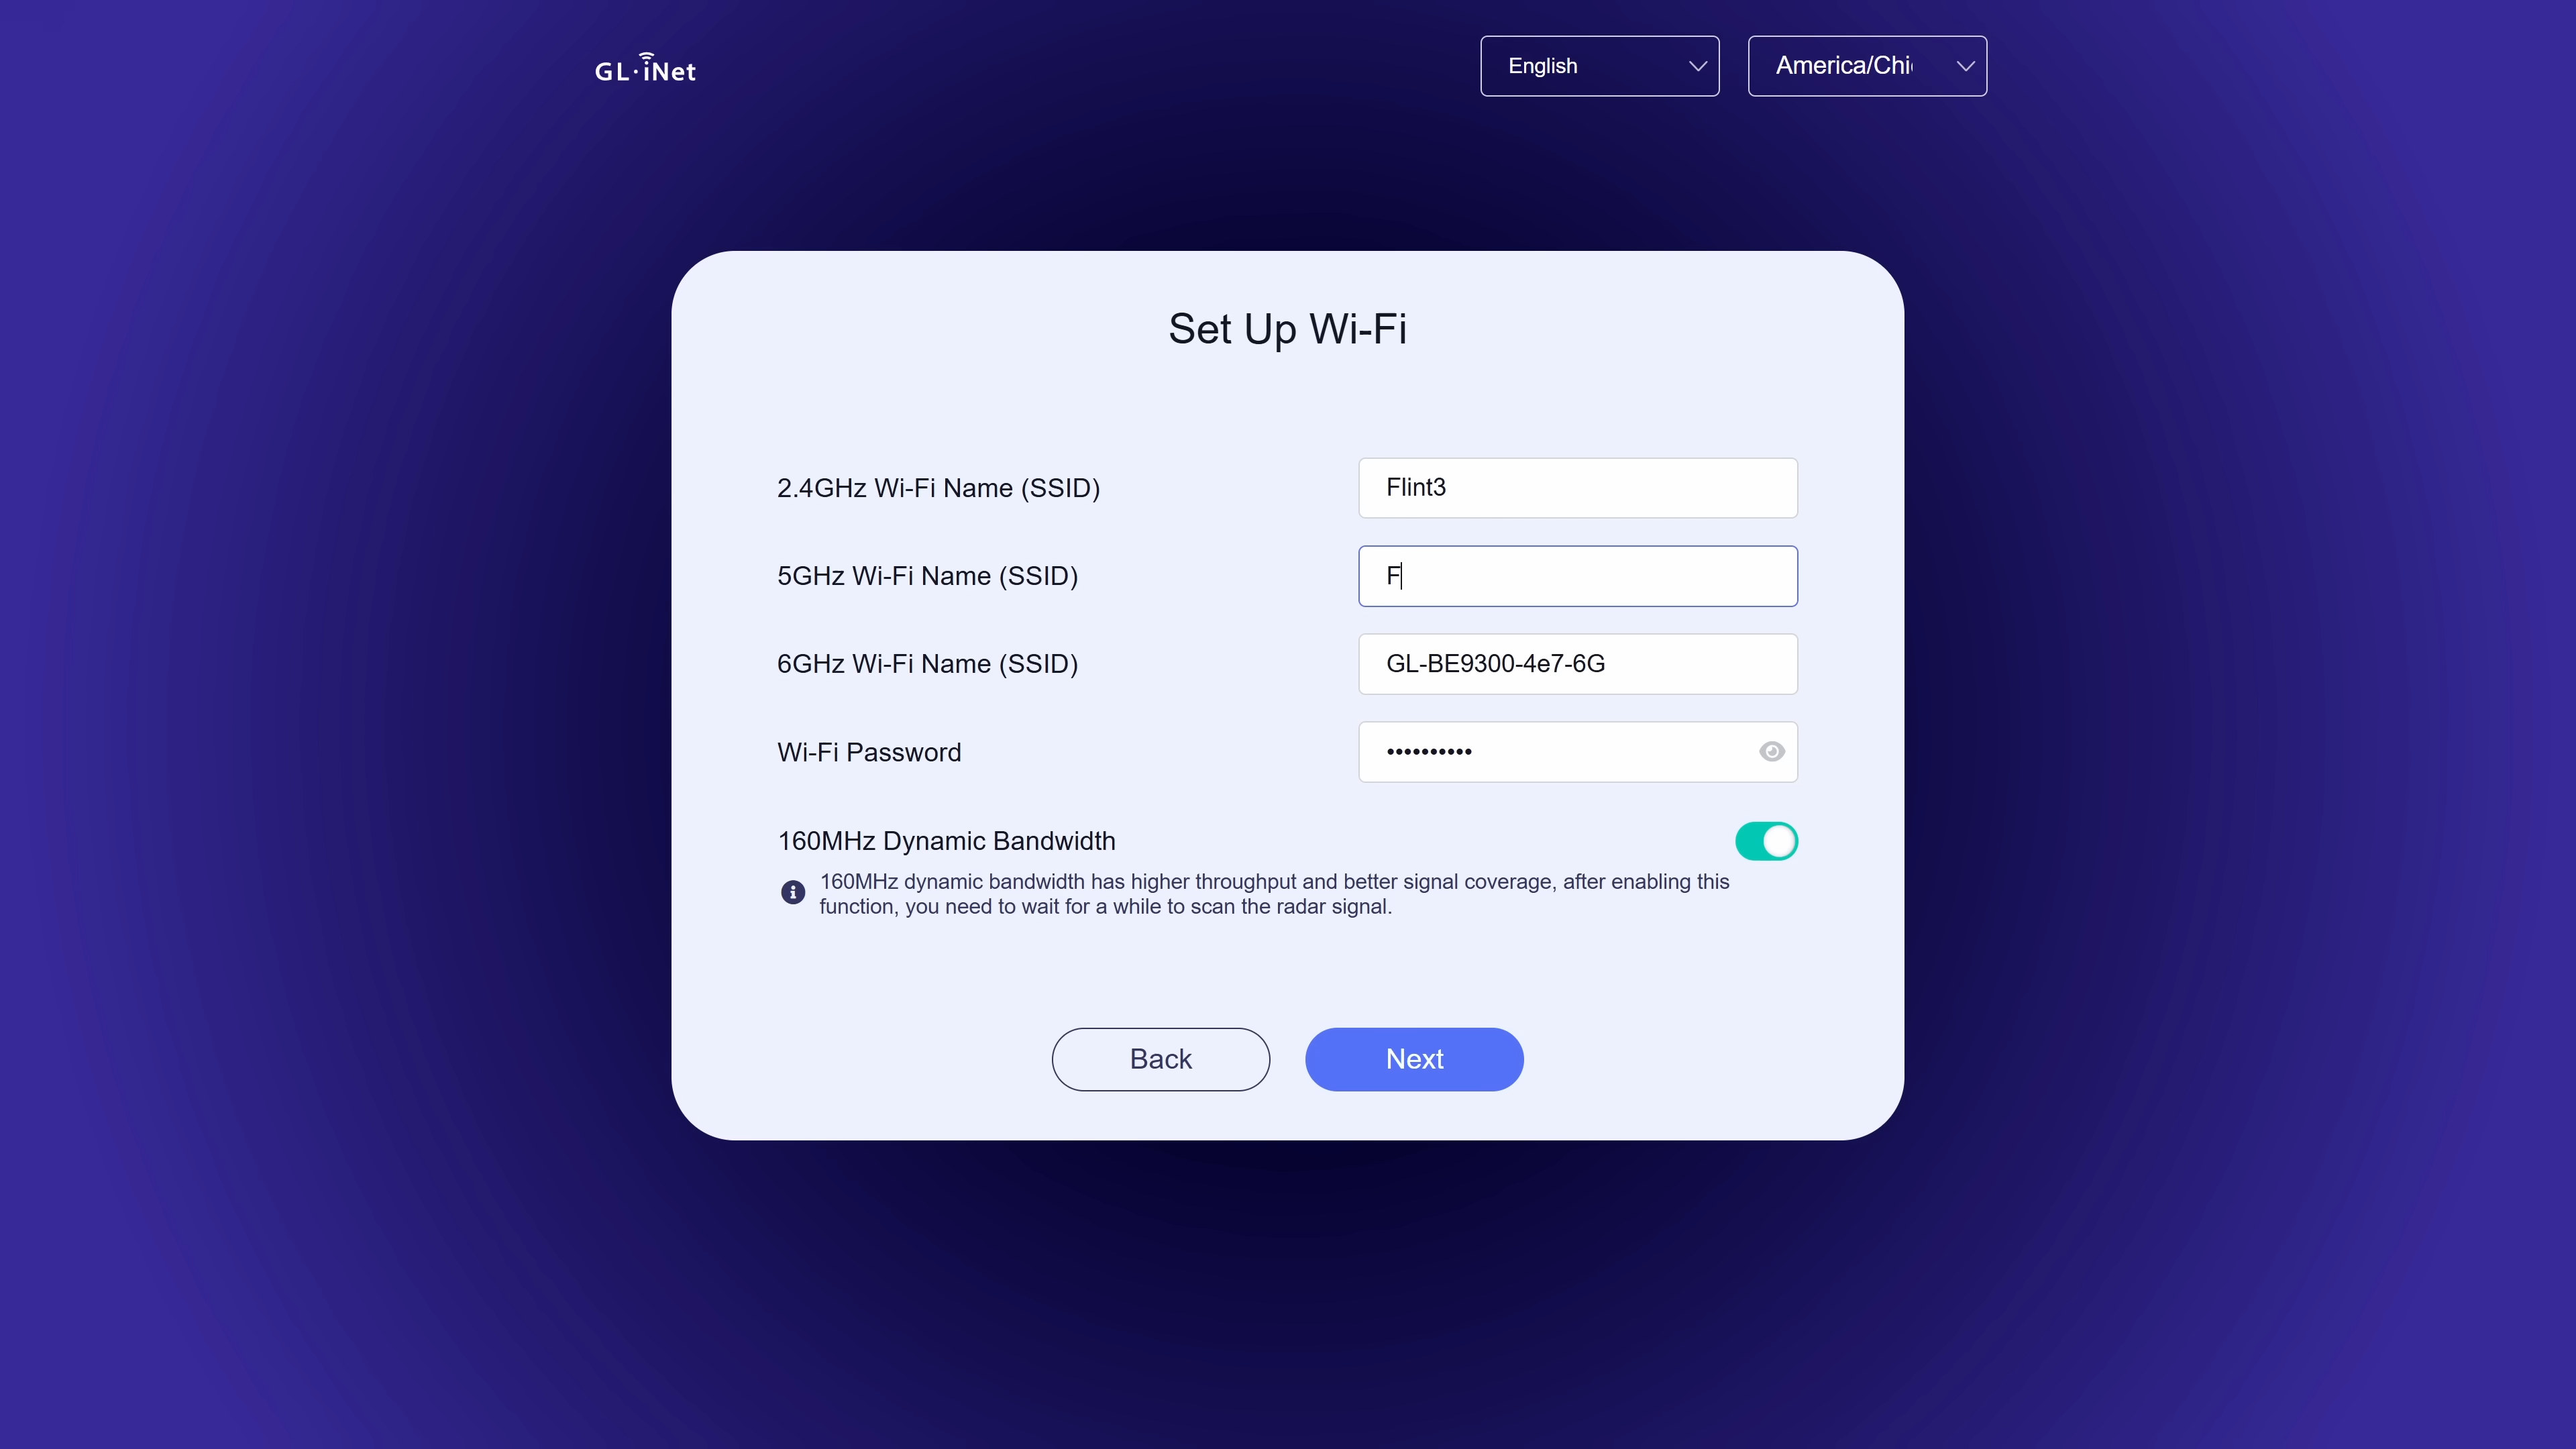 GL·iNet
English
America/Chi
Set Up Wi-Fi
2.4GHz Wi-Fi Name (SSID)
Flint3
5GHz Wi-Fi Name (SSID)
F
6GHz Wi-Fi Name (SSID)
GL-BE9300-4e7-6G
Wi-Fi Password
••••••••••
160MHz Dynamic Bandwidth
160MHz dynamic bandwidth has higher throughput and better signal coverage, after enabling this
function, you need to wait for a while to scan the radar signal.
Back
Next